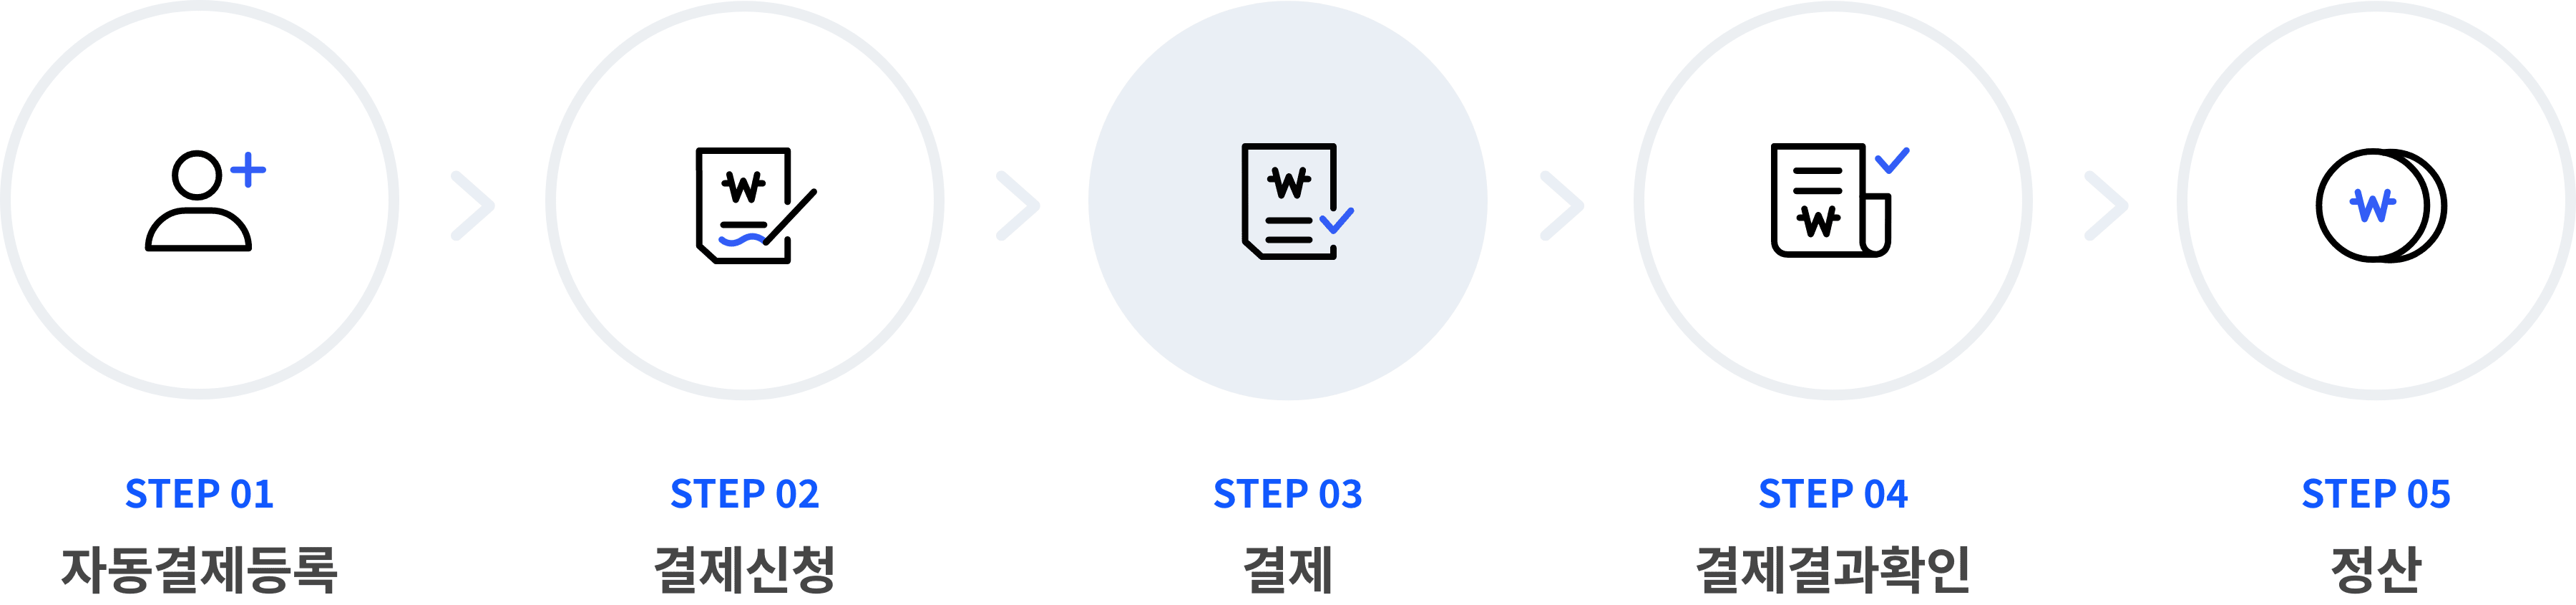 ₩
₩
₩
₩
STEP 01
STEP 02
STEP 03
STEP 04
STEP 05
자동결제등록
결제신청
결제
결제결과확인
정산